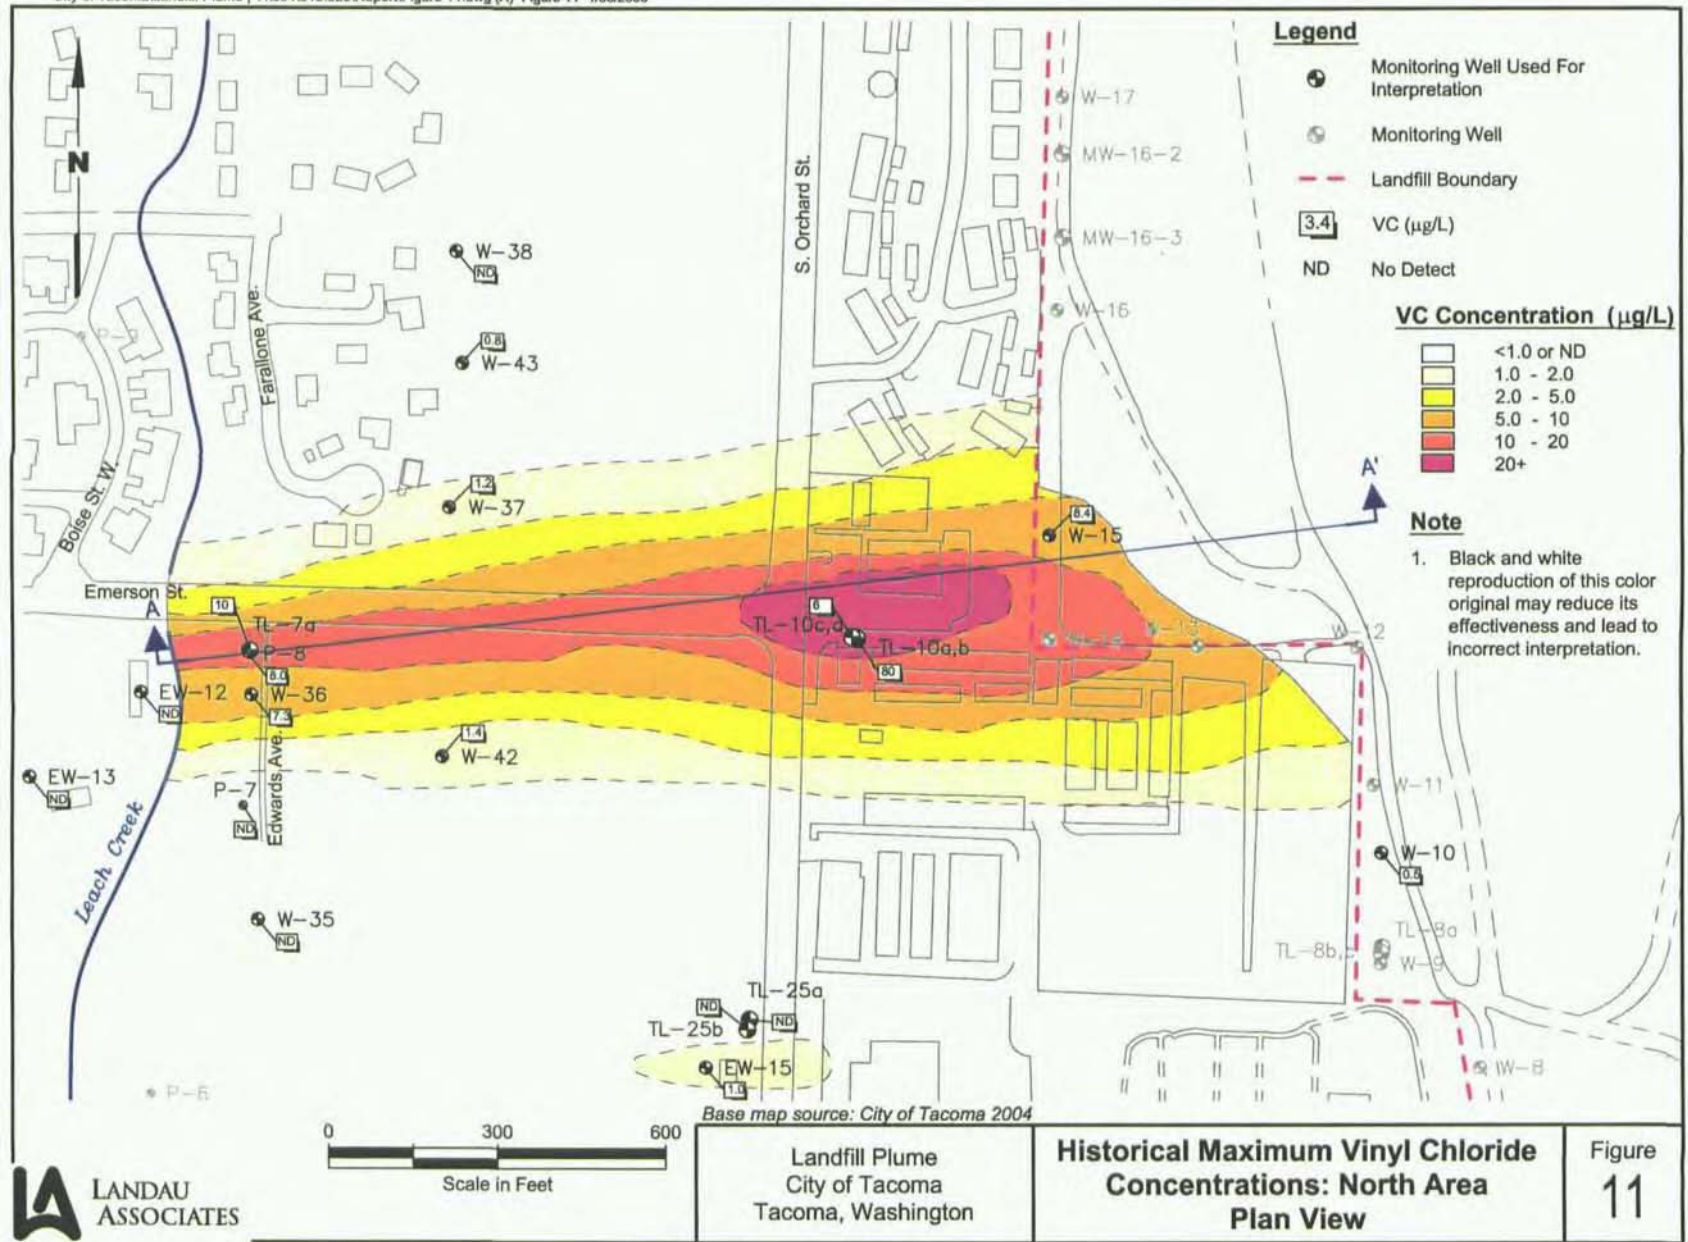 Legend
Monitoring Well Used For
Interpretation
Monitoring Well
Landfill Boundary
3.4 VC (µg/L)
ND No Detect
VC Concentration (µg/L)
<1.0 or ND
1.0 - 2.0
2.0 - 5.0
5.0 - 10
10 - 20
20+
Note
1. Black and white
reproduction of this color
original may reduce its
effectiveness and lead to
incorrect interpretation.
N
W-17
MW-16-2
MW-16-3
W-16
S. Orchard St.
W-38
ND
0.8
W-43
Farallone Ave.
Boise St. W.
1.2
W-37
8.4
W-15
A'
Emerson St.
A
10
TL-7a
P-8
8.0
6
TL-10c,d
TL-10a,b
80
W-14
W-12
EW-12
ND
W-36
7.3
1.4
W-42
EW-13
ND
P-7
ND
Edwards Ave.
Leach Creek
W-11
W-10
0.5
W-35
ND
TL-8a
TL-8b,
W-9
TL-25a
ND
ND
TL-25b
EW-15
1.0
W-8
Base map source: City of Tacoma 2004
0 300 600
Scale in Feet
LA LANDAU
ASSOCIATES
Landfill Plume
City of Tacoma
Tacoma, Washington
Historical Maximum Vinyl Chloride
Concentrations: North Area
Plan View
Figure
11